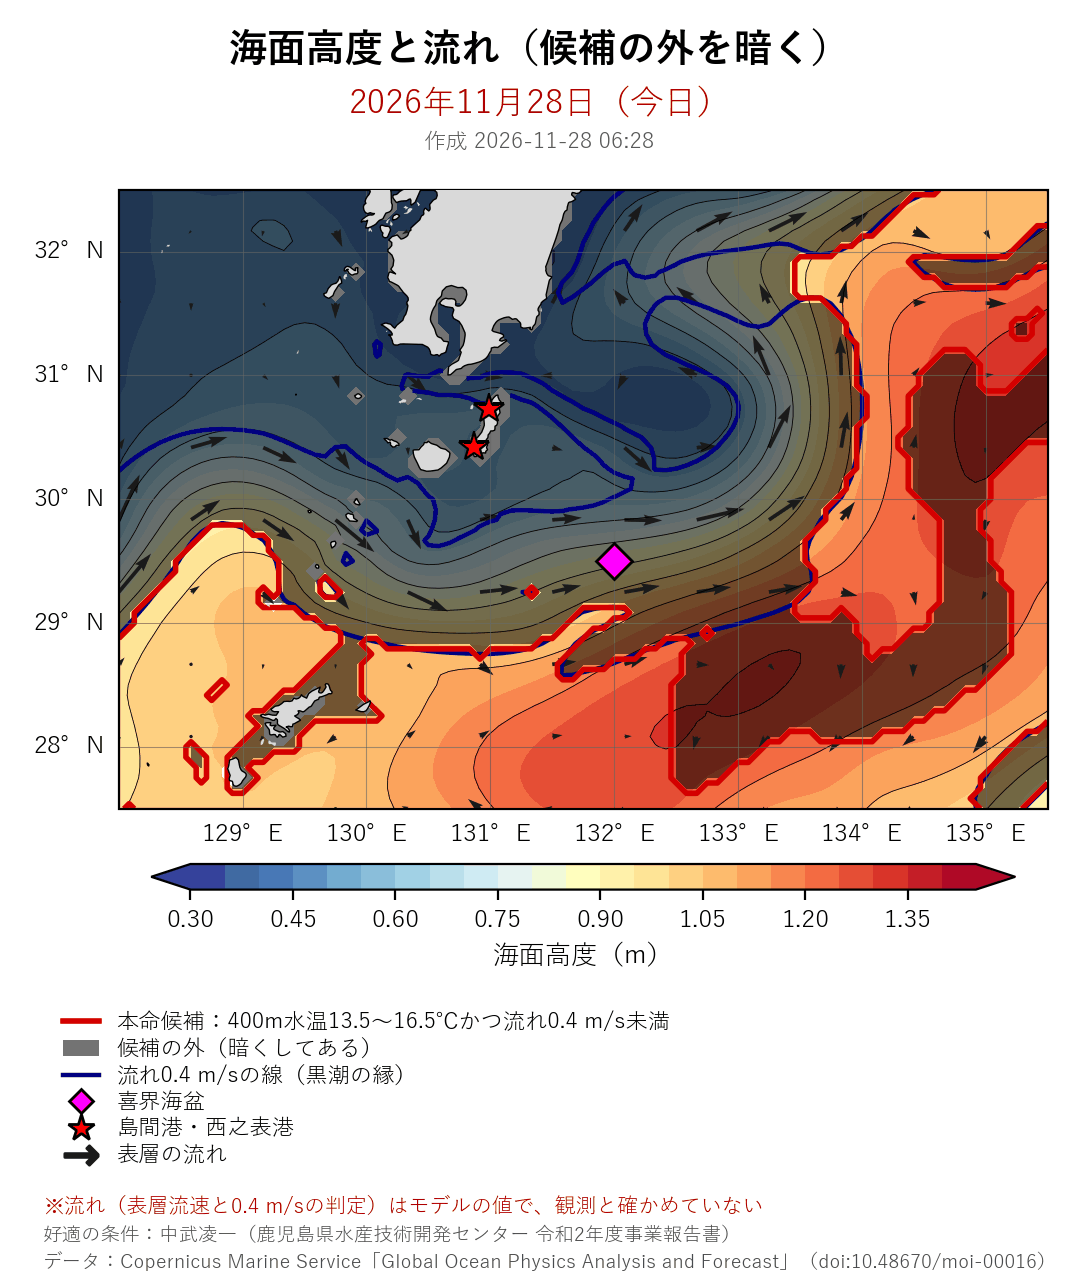 海面高度と流れ（候補の外を暗く）
2026年11月28日（今日）
作成 2026-11-28 06:28
32° N
31° N
30° N
29° N
28° N
129° E 130° E 131° E 132° E 133° E 134° E 135° E
0.30 0.45 0.60 0.75 0.90 1.05 1.20 1.35
海面高度（m）
本命候補：400m水温13.5～16.5℃かつ流れ0.4 m/s未満
候補の外（暗くしてある）
流れ0.4 m/sの線（黒潮の縁）
喜界海盆
島間港・西之表港
表層の流れ
※流れ（表層流速と0.4 m/sの判定）はモデルの値で、観測と確かめていない
好適の条件：中武凌一（鹿児島県水産技術開発センター 令和2年度事業報告書）
データ：Copernicus Marine Service「Global Ocean Physics Analysis and Forecast」（doi:10.48670/moi-00016）